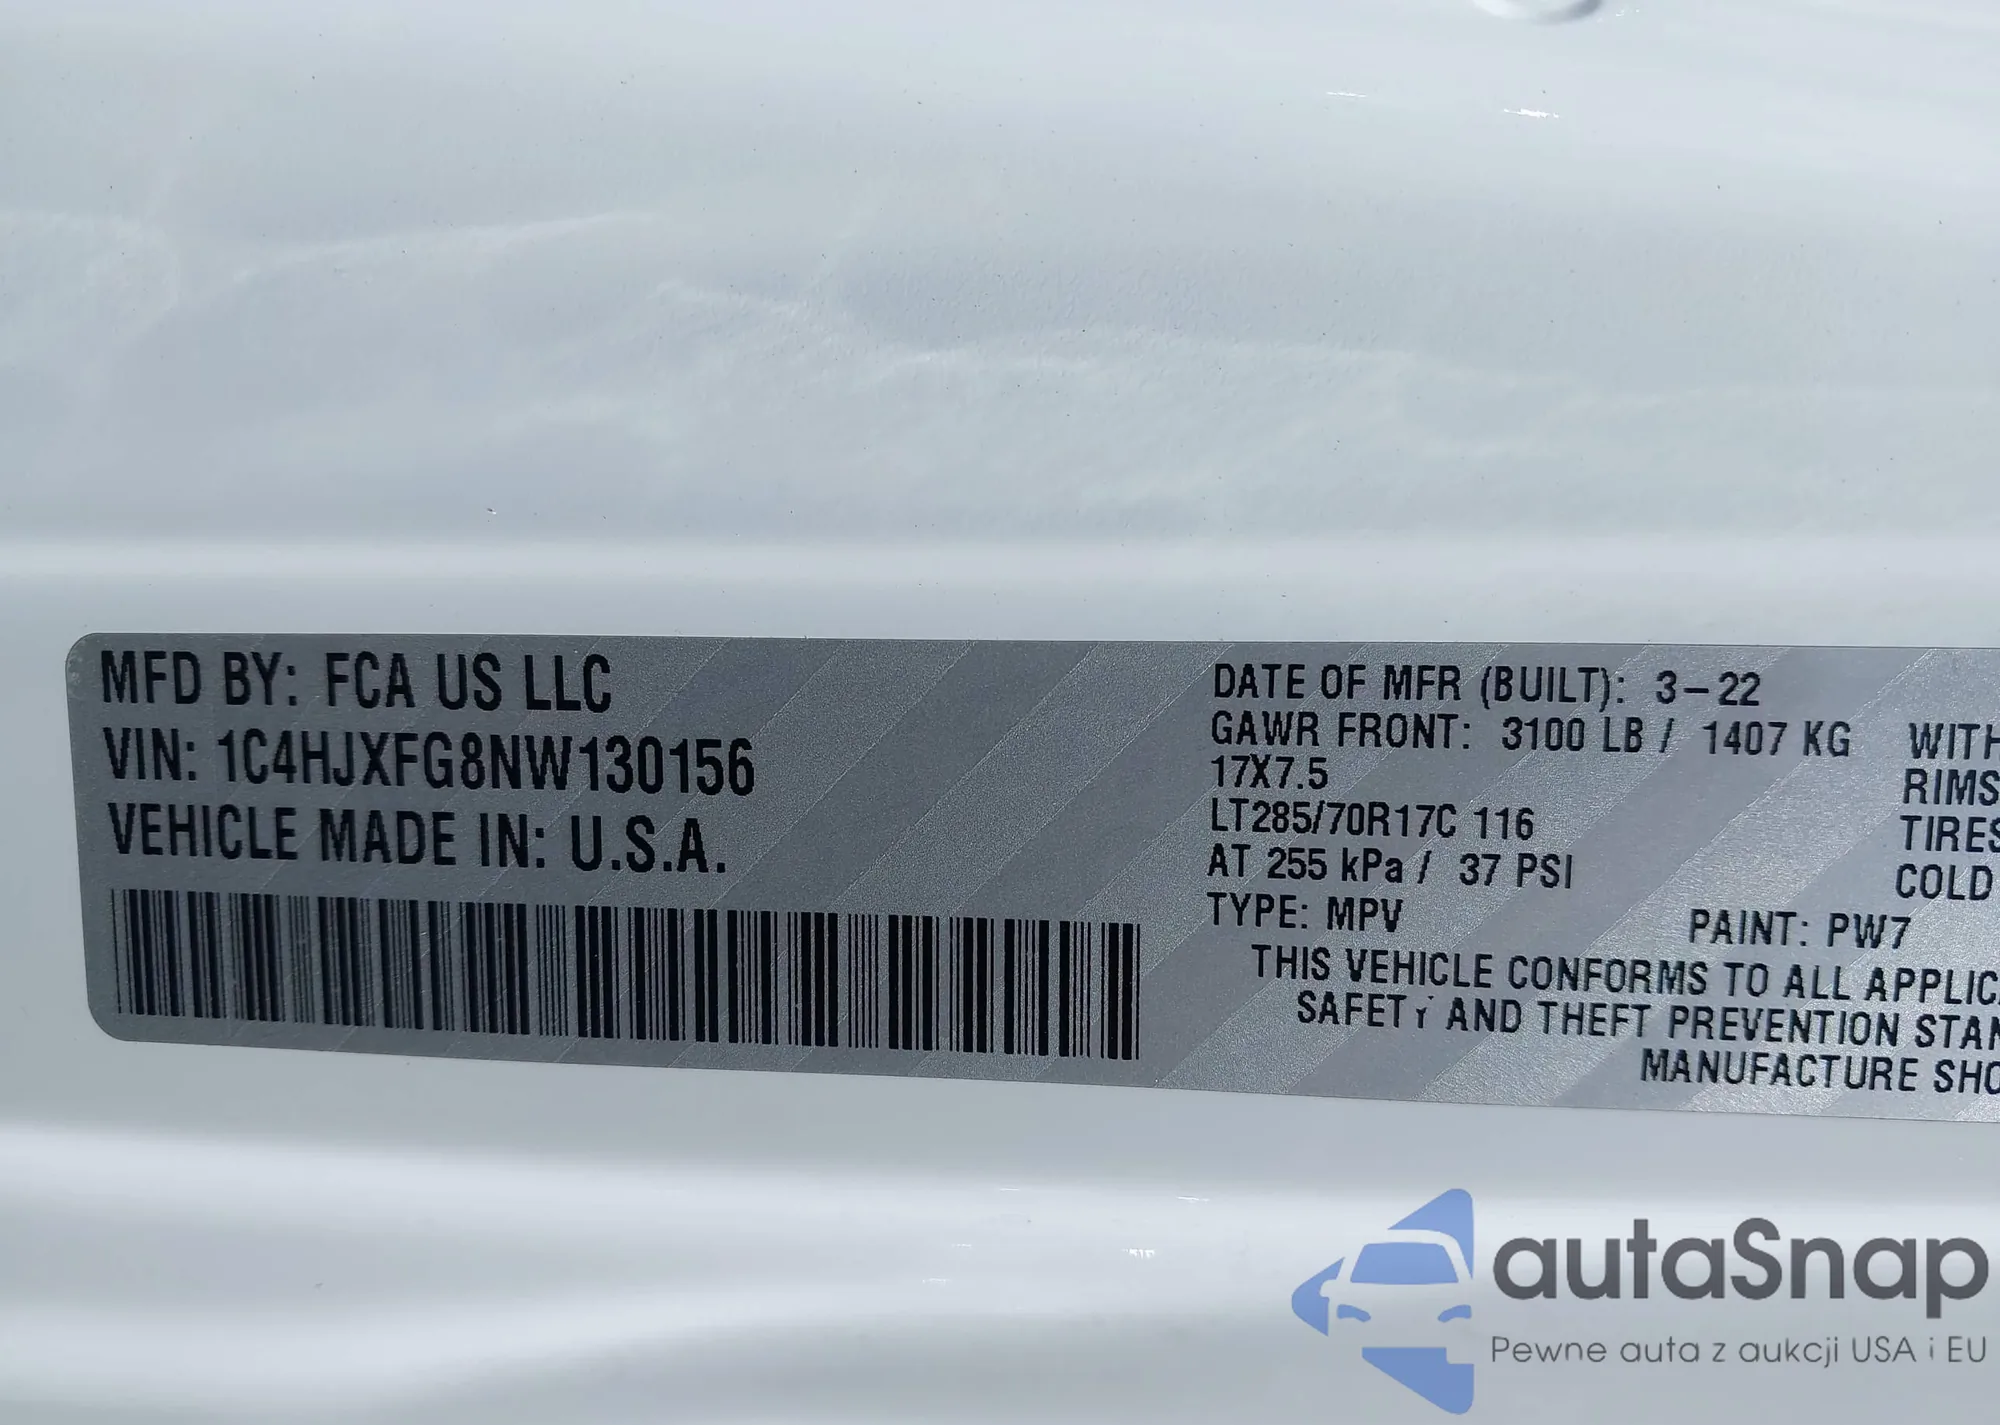 MFD BY: FCA US LLC
VIN: 1C4HJXFG8NW130156
VEHICLE MADE IN: U.S.A.
DATE OF MFR (BUILT): 3-22
GAWR FRONT: 3100 LB / 1407 KG WITH
17X7.5 RIMS
LT285/70R17C 116 TIRES
AT 255 kPa / 37 PSI COLD
TYPE: MPV PAINT: PW7
THIS VEHICLE CONFORMS TO ALL APPLIC
SAFETY AND THEFT PREVENTION STAN
MANUFACTURE SHO
autaSnap
Pewne auta z aukcji USA i EU